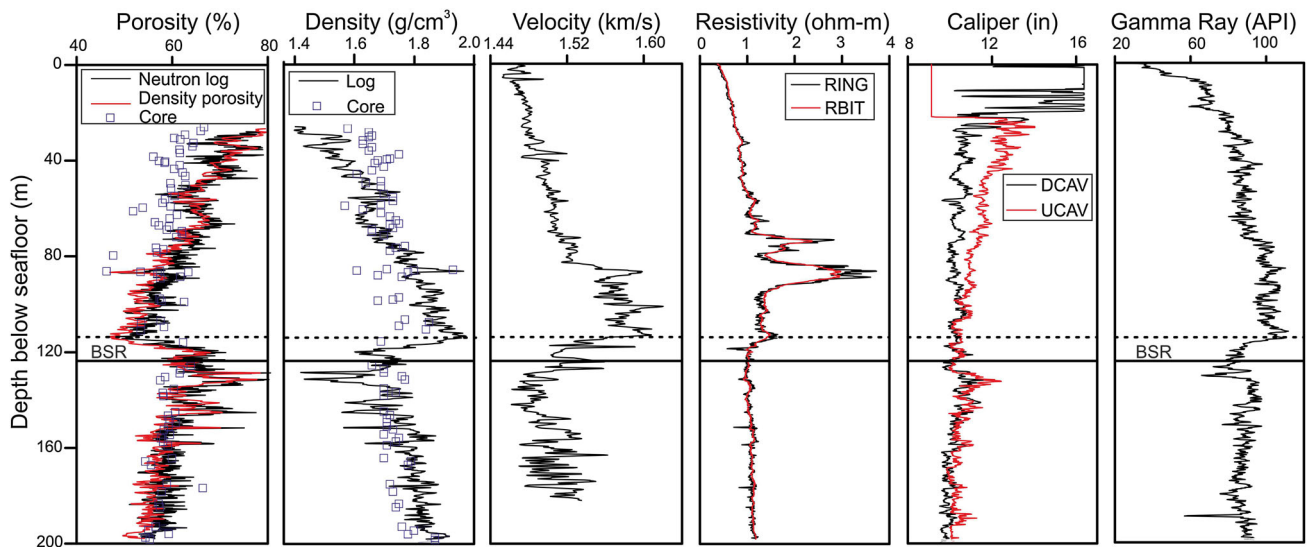 Porosity (%)
Density (g/cm³)
Velocity (km/s)
Resistivity (ohm-m)
Caliper (in)
Gamma Ray (API)
40 60 80
1.4 1.6 1.8 2.0
1.44 1.52 1.60
0 1 2 3 4
8 12 16
20 60 100
Depth below seafloor (m)
0
40
80
120
160
200
Neutron log
Density porosity
Core
Log
Core
RING
RBIT
DCAV
UCAV
BSR
BSR